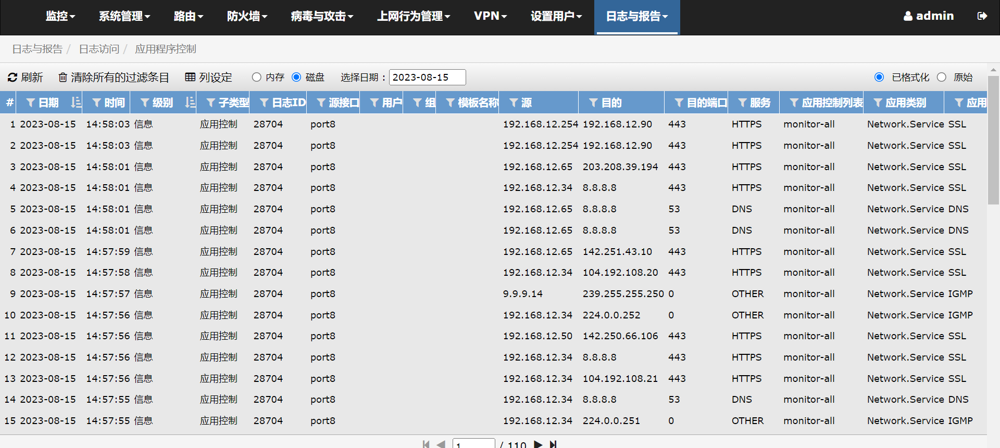 监控 系统管理 路由 防火墙 病毒与攻击 上网行为管理 VPN 设置用户 日志与报告 admin
日志与报告 / 日志访问 / 应用程序控制
刷新 清除所有的过滤条目 列设定 内存 磁盘 选择日期： 2023-08-15 已格式化 原始
# 日期 时间 级别 子类型 日志ID 源接口 用户 组 模板名称 源 目的 目的端口 服务 应用控制列表 应用类别 应用
1 2023-08-15 14:58:03 信息 应用控制 28704 port8 192.168.12.254 192.168.12.90 443 HTTPS monitor-all Network.Service SSL
2 2023-08-15 14:58:03 信息 应用控制 28704 port8 192.168.12.254 192.168.12.90 443 HTTPS monitor-all Network.Service SSL
3 2023-08-15 14:58:01 信息 应用控制 28704 port8 192.168.12.65 203.208.39.194 443 HTTPS monitor-all Network.Service SSL
4 2023-08-15 14:58:01 信息 应用控制 28704 port8 192.168.12.34 8.8.8.8 443 HTTPS monitor-all Network.Service SSL
5 2023-08-15 14:58:01 信息 应用控制 28704 port8 192.168.12.65 8.8.8.8 53 DNS monitor-all Network.Service DNS
6 2023-08-15 14:58:01 信息 应用控制 28704 port8 192.168.12.65 8.8.8.8 53 DNS monitor-all Network.Service DNS
7 2023-08-15 14:57:59 信息 应用控制 28704 port8 192.168.12.65 142.251.43.10 443 HTTPS monitor-all Network.Service SSL
8 2023-08-15 14:57:58 信息 应用控制 28704 port8 192.168.12.34 104.192.108.20 443 HTTPS monitor-all Network.Service SSL
9 2023-08-15 14:57:57 信息 应用控制 28704 port8 9.9.9.14 239.255.255.250 0 OTHER monitor-all Network.Service IGMP
10 2023-08-15 14:57:56 信息 应用控制 28704 port8 192.168.12.34 224.0.0.252 0 OTHER monitor-all Network.Service IGMP
11 2023-08-15 14:57:56 信息 应用控制 28704 port8 192.168.12.50 142.250.66.106 443 HTTPS monitor-all Network.Service SSL
12 2023-08-15 14:57:56 信息 应用控制 28704 port8 192.168.12.34 8.8.8.8 443 HTTPS monitor-all Network.Service SSL
13 2023-08-15 14:57:56 信息 应用控制 28704 port8 192.168.12.34 104.192.108.21 443 HTTPS monitor-all Network.Service SSL
14 2023-08-15 14:57:55 信息 应用控制 28704 port8 192.168.12.34 8.8.8.8 53 DNS monitor-all Network.Service DNS
15 2023-08-15 14:57:55 信息 应用控制 28704 port8 192.168.12.34 224.0.0.251 0 OTHER monitor-all Network.Service IGMP
1 / 110